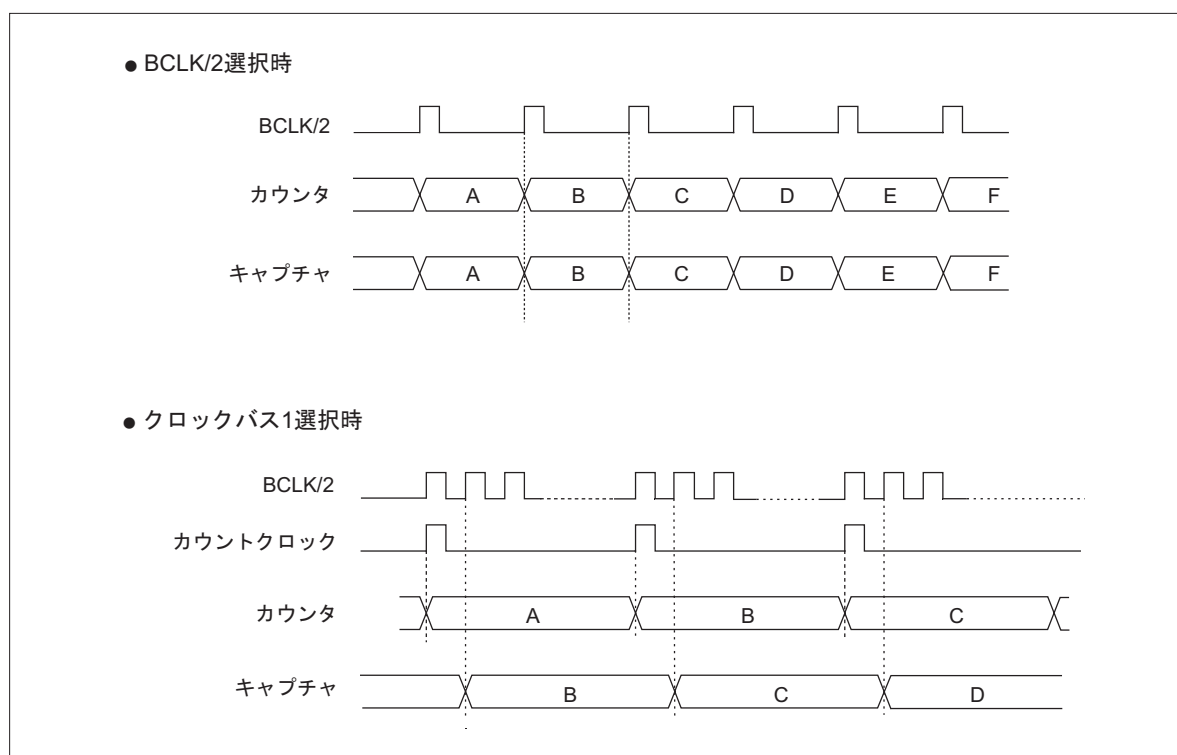 ● BCLK/2選択時
BCLK/2
カウンタ A B C D E F
キャプチャ A B C D E F
● クロックバス1選択時
BCLK/2
カウントクロック
カウンタ A B C
キャプチャ B C D